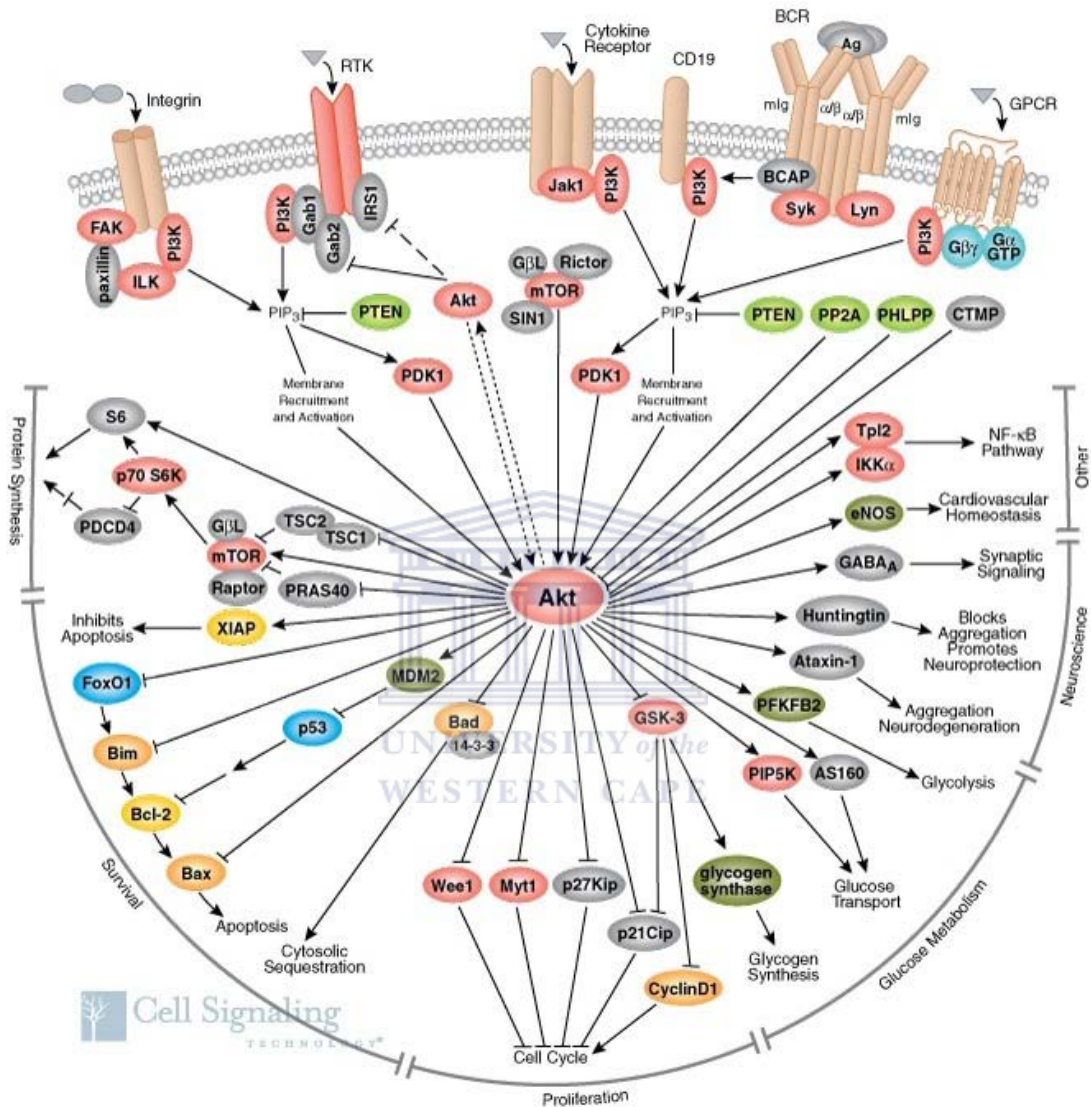 BCR
Cytokine
Receptor
Ag
RTK
CD19
Integrin
mIg
α/β
α/β
mIg
GPCR
FAK
PI3K
paxillin
ILK
PI3K
Gab1
Gab2
IRS1
Jak1
PI3K
PI3K
BCAP
Syk
Lyn
PI3K
Gβγ
Gα
GTP
PIP3
PTEN
Akt
GβL
Rictor
mTOR
SIN1
PIP3
PTEN
PP2A
PHLPP
CTMP
PDK1
PDK1
Membrane
Recruitment
and Activation
Membrane
Recruitment
and Activation
Protein Synthesis
S6
p70 S6K
PDCD4
GβL
mTOR
Raptor
TSC2
TSC1
PRAS40
Akt
Tpl2
IKKα
NF-κB
Pathway
eNOS
Cardiovascular
Homeostasis
Other
GABAA
Synaptic
Signaling
Huntingtin
Blocks
Aggregation
Promotes
Neuroprotection
Ataxin-1
Aggregation
Neurodegeneration
Neuroscience
Inhibits
Apoptosis
XIAP
FoxO1
MDM2
Bim
p53
Bad
14-3-3
GSK-3
PFKFB2
Glycolysis
PIP5K
AS160
UNIVERSITY of the
WESTERN CAPE
Bcl-2
Bax
Apoptosis
Survival
Cytosolic
Sequestration
Wee1
Myt1
p27Kip
p21Cip
glycogen
synthase
Glucose
Transport
Glycogen
Synthesis
CyclinD1
Glucose Metabolism
Cell Signaling
TECHNOLOGY®
Cell Cycle
Proliferation